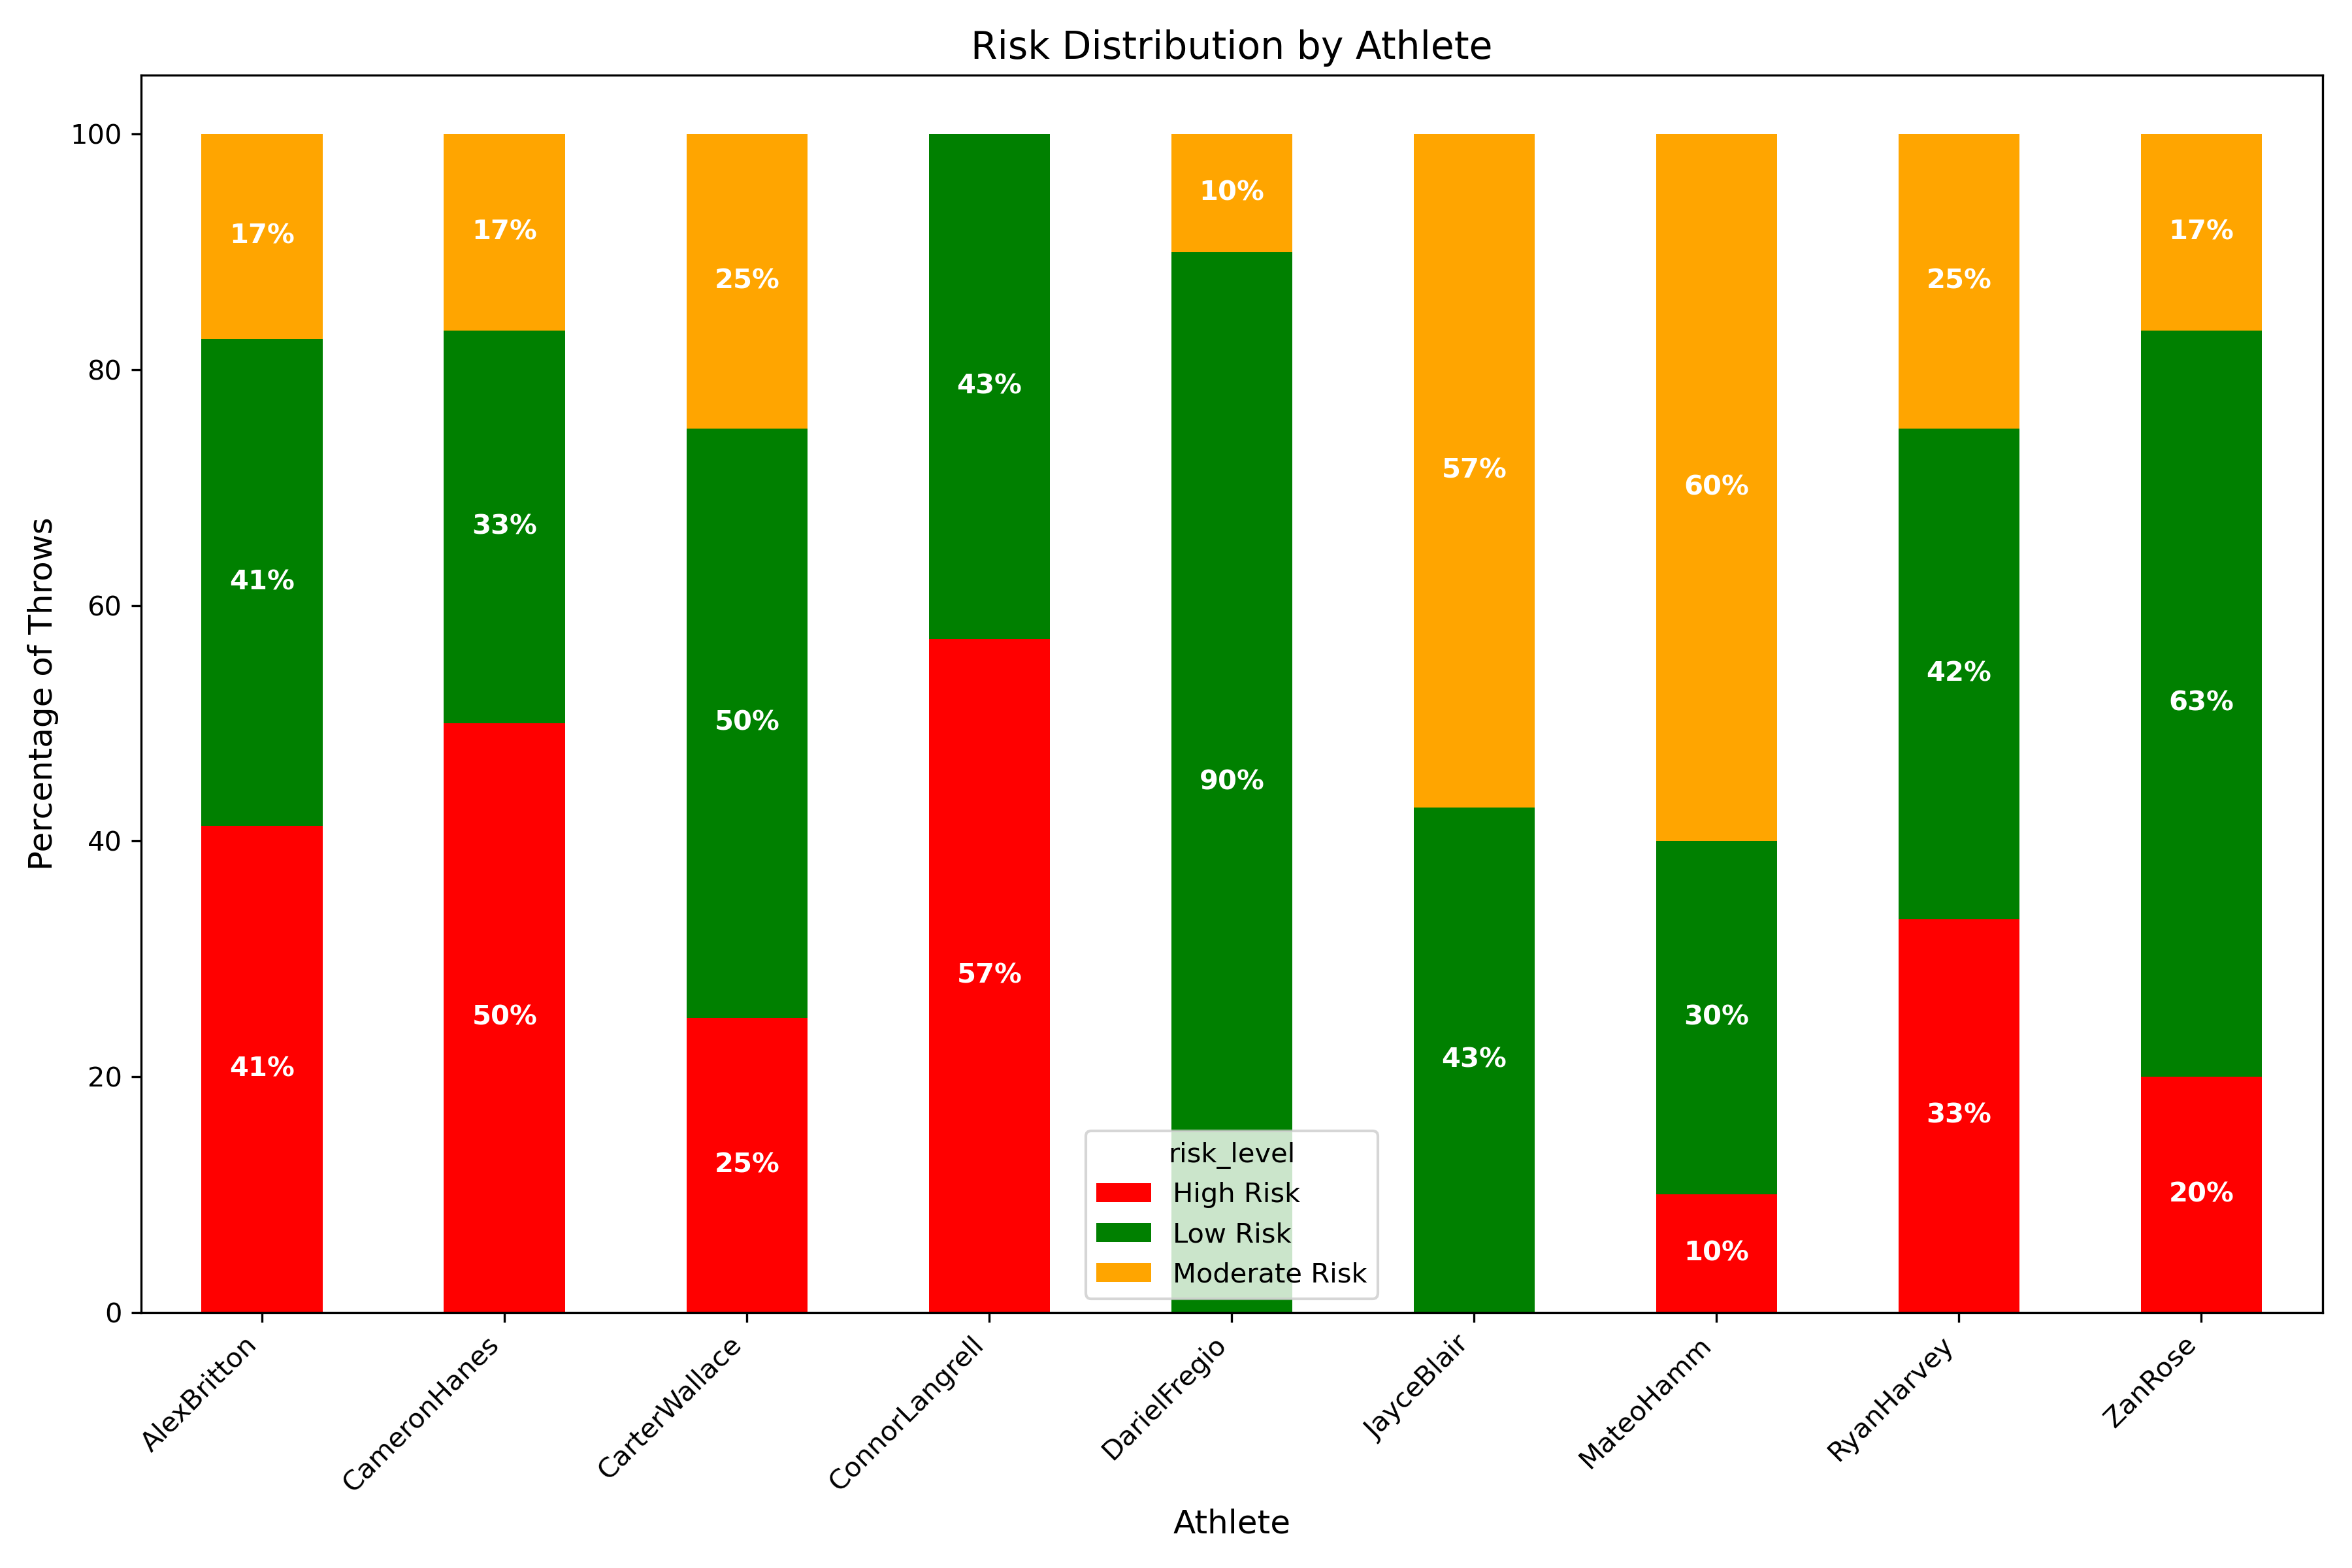 Risk Distribution by Athlete
Percentage of Throws
100
80
60
40
20
0
17%
41%
41%
17%
33%
50%
25%
50%
25%
43%
57%
10%
90%
57%
43%
60%
30%
10%
25%
42%
33%
17%
63%
20%
risk_level
High Risk
Low Risk
Moderate Risk
AlexBritton
CameronHanes
CarterWallace
ConnorLangrell
DarielFregio
JayceBlair
MateoHamm
RyanHarvey
ZanRose
Athlete